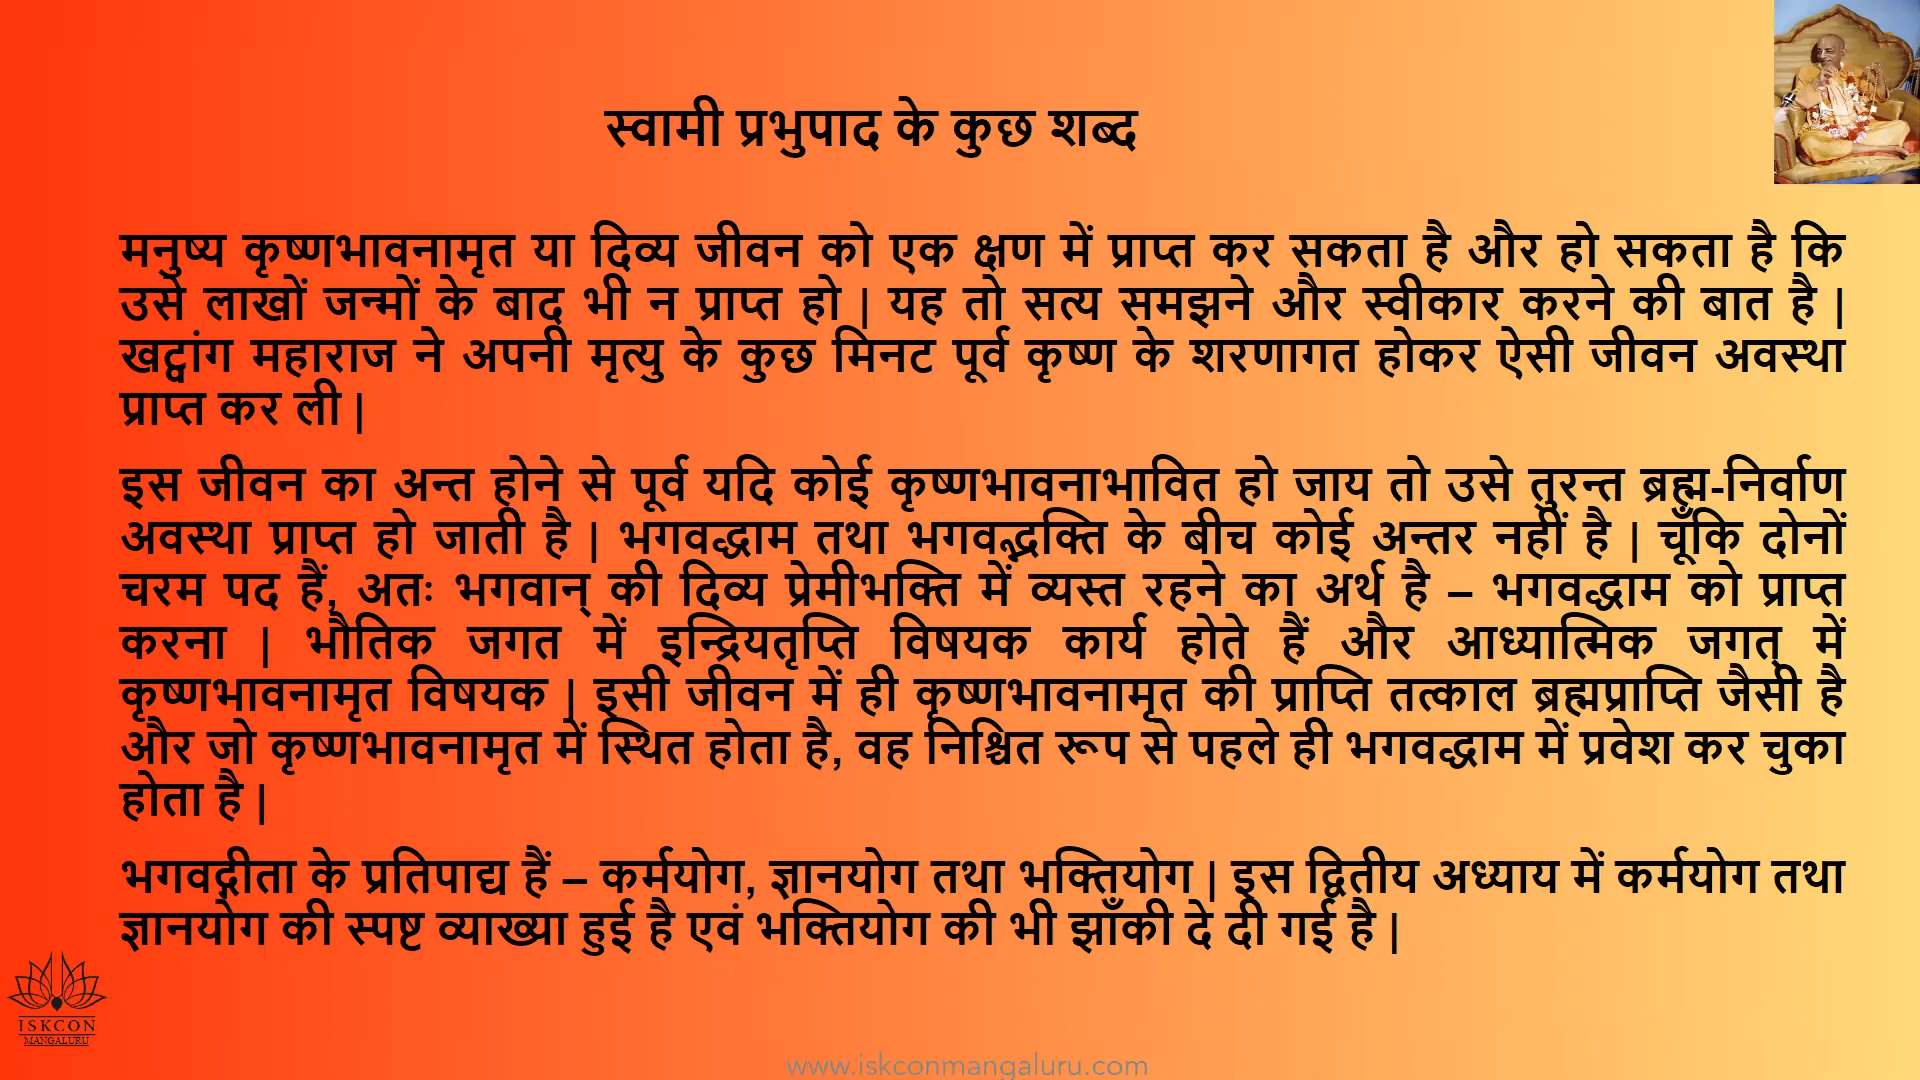 स्वामी प्रभुपाद के कुछ शब्द
मनुष्य कृष्णभावनामृत या दिव्य जीवन को एक क्षण में प्राप्त कर सकता है और हो सकता है कि
उसे लाखों जन्मों के बाद भी न प्राप्त हो | यह तो सत्य समझने और स्वीकार करने की बात है |
खट्वांग महाराज ने अपनी मृत्यु के कुछ मिनट पूर्व कृष्ण के शरणागत होकर ऐसी जीवन अवस्था
प्राप्त कर ली |
इस जीवन का अन्त होने से पूर्व यदि कोई कृष्णभावनाभावित हो जाय तो उसे तुरन्त ब्रह्म-निर्वाण
अवस्था प्राप्त हो जाती है | भगवद्धाम तथा भगवद्भक्ति के बीच कोई अन्तर नहीं है | चूँकि दोनों
चरम पद हैं, अतः भगवान् की दिव्य प्रेमीभक्ति में व्यस्त रहने का अर्थ है – भगवद्धाम को प्राप्त
करना | भौतिक जगत में इन्द्रियतृप्ति विषयक कार्य होते हैं और आध्यात्मिक जगत् में
कृष्णभावनामृत विषयक | इसी जीवन में ही कृष्णभावनामृत की प्राप्ति तत्काल ब्रह्मप्राप्ति जैसी है
और जो कृष्णभावनामृत में स्थित होता है, वह निश्चित रूप से पहले ही भगवद्धाम में प्रवेश कर चुका
होता है |
भगवद्गीता के प्रतिपाद्य हैं – कर्मयोग, ज्ञानयोग तथा भक्तियोग | इस द्वितीय अध्याय में कर्मयोग तथा
ज्ञानयोग की स्पष्ट व्याख्या हुई है एवं भक्तियोग की भी झाँकी दे दी गई है |
ISKCON
MANGALURU
www.iskconmangaluru.com